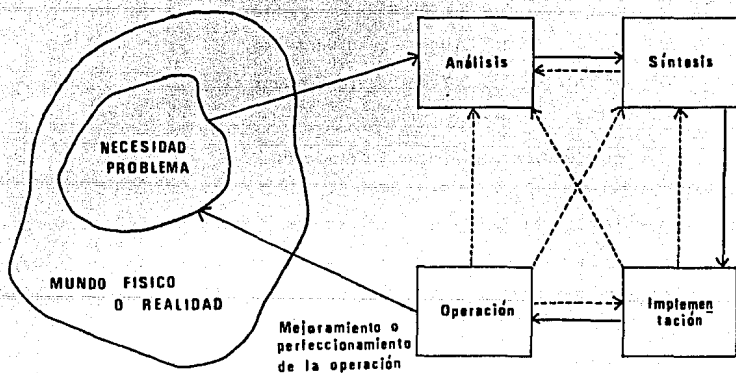 Análisis
Síntesis
NECESIDAD
PROBLEMA
MUNDO FISICO
O REALIDAD
Operación
Implemen
tación
Mejoramiento o
perfeccionamiento
de la operación